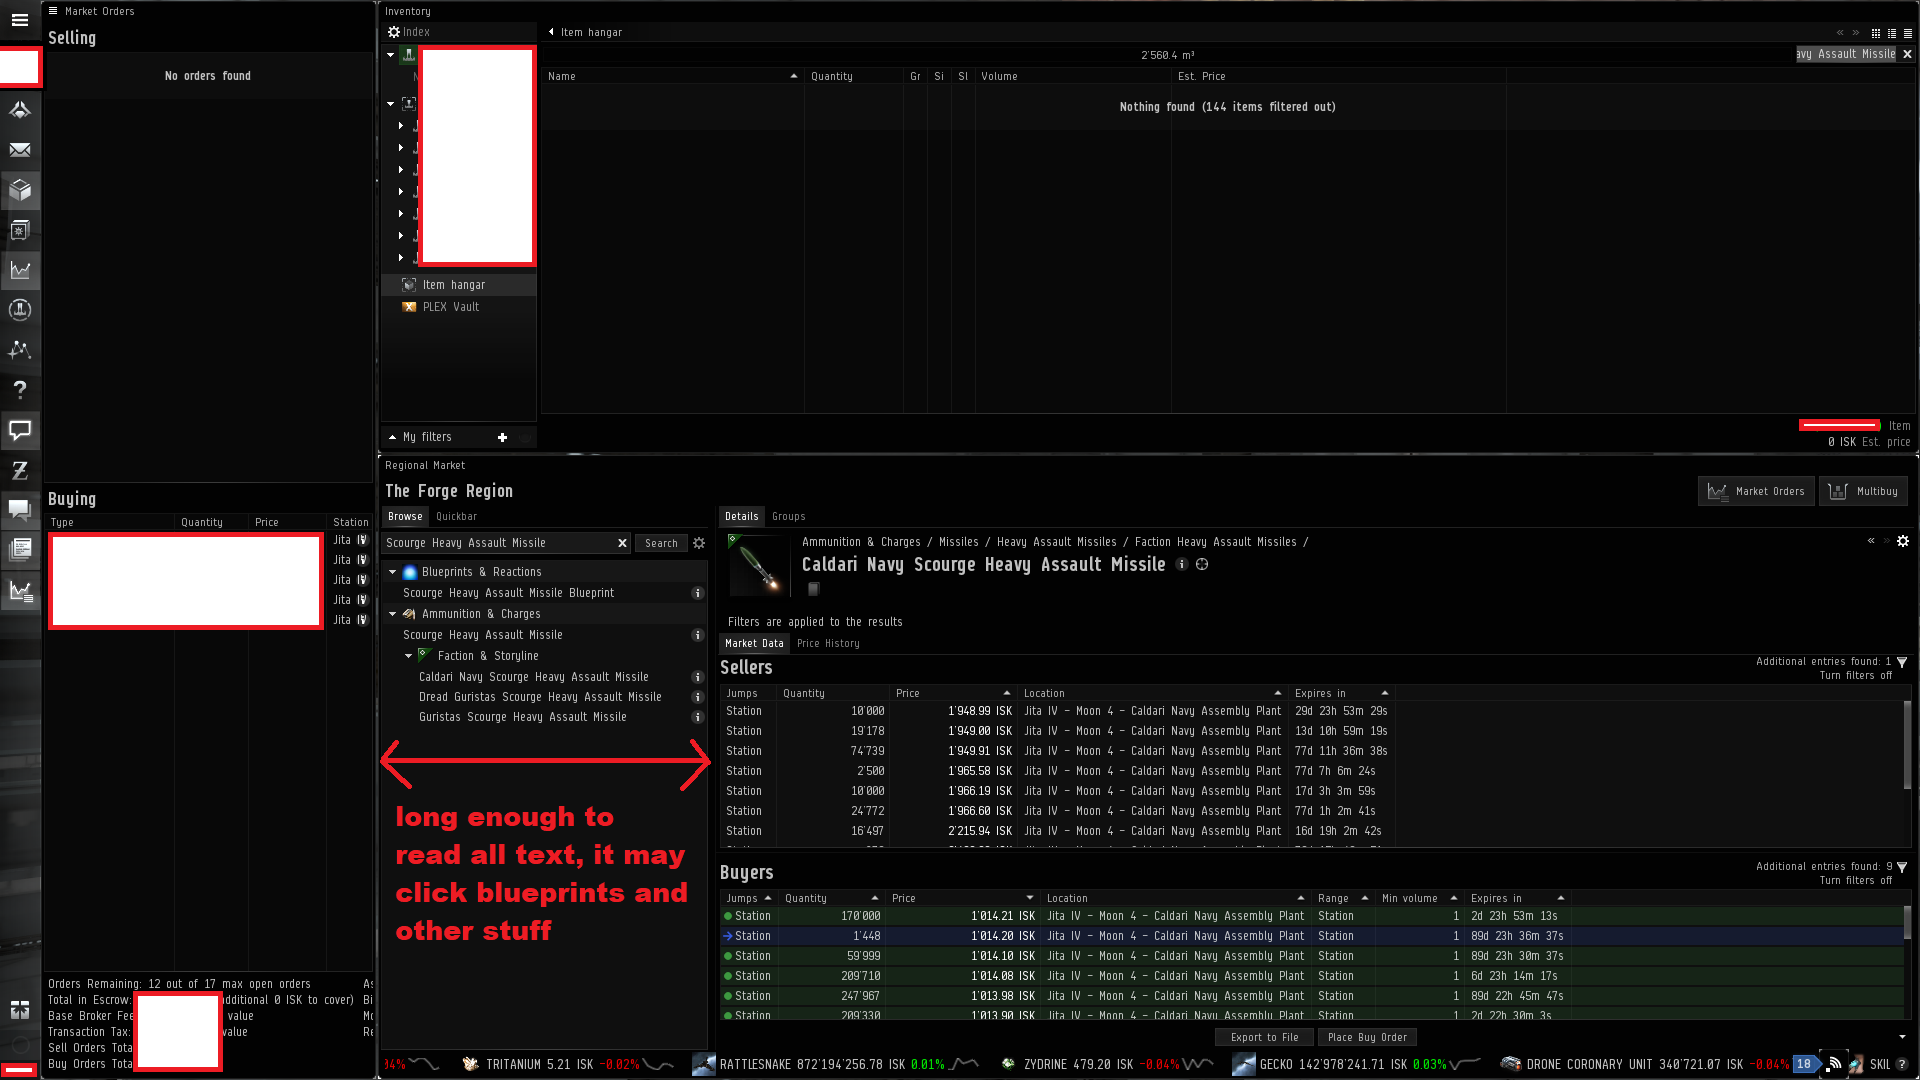 Market Orders
Selling
No orders found
Buying
Type Quantity Price Station
Jita IV
Jita IV
Jita IV
Jita IV
Jita IV
Orders Remaining: 12 out of 17 max open orders
Total in Escrow: additional 0 ISK to cover)
Base Broker Fee value
Transaction Tax: value
Sell Orders Tota
Buy Orders Tota
Inventory
Index
Item hangar
PLEX Vault
My filters
Item hangar
2'560.4 m³
avy Assault Missile
Name Quantity Gr Si Sl Volume Est. Price
Nothing found (144 items filtered out)
Item
0 ISK Est. price
Regional Market
The Forge Region
Market Orders
Multibuy
Browse Quickbar
Scourge Heavy Assault Missile
Search
Blueprints & Reactions
Scourge Heavy Assault Missile Blueprint
Ammunition & Charges
Scourge Heavy Assault Missile
Faction & Storyline
Caldari Navy Scourge Heavy Assault Missile
Dread Guristas Scourge Heavy Assault Missile
Guristas Scourge Heavy Assault Missile
long enough to
read all text, it may
click blueprints and
other stuff
Details Groups
Ammunition & Charges / Missiles / Heavy Assault Missiles / Faction Heavy Assault Missiles /
Caldari Navy Scourge Heavy Assault Missile
Filters are applied to the results
Market Data Price History
Sellers
Additional entries found: 1
Turn filters off
Jumps Quantity Price Location Expires in
Station 10'000 1'948.99 ISK Jita IV - Moon 4 - Caldari Navy Assembly Plant 29d 23h 53m 29s
Station 19'178 1'949.00 ISK Jita IV - Moon 4 - Caldari Navy Assembly Plant 13d 10h 59m 19s
Station 74'739 1'949.91 ISK Jita IV - Moon 4 - Caldari Navy Assembly Plant 77d 11h 36m 38s
Station 2'500 1'965.58 ISK Jita IV - Moon 4 - Caldari Navy Assembly Plant 77d 7h 6m 24s
Station 10'000 1'966.19 ISK Jita IV - Moon 4 - Caldari Navy Assembly Plant 17d 3h 3m 59s
Station 24'772 1'966.60 ISK Jita IV - Moon 4 - Caldari Navy Assembly Plant 77d 1h 2m 41s
Station 16'497 2'215.94 ISK Jita IV - Moon 4 - Caldari Navy Assembly Plant 16d 19h 2m 42s
Buyers
Additional entries found: 9
Turn filters off
Jumps Quantity Price Location Range Min volume Expires in
Station 170'000 1'014.21 ISK Jita IV - Moon 4 - Caldari Navy Assembly Plant Station 1 2d 23h 53m 13s
Station 1'448 1'014.20 ISK Jita IV - Moon 4 - Caldari Navy Assembly Plant Station 1 89d 23h 36m 37s
Station 59'999 1'014.10 ISK Jita IV - Moon 4 - Caldari Navy Assembly Plant Station 1 89d 23h 30m 37s
Station 209'710 1'014.08 ISK Jita IV - Moon 4 - Caldari Navy Assembly Plant Station 1 6d 23h 14m 17s
Station 247'967 1'013.98 ISK Jita IV - Moon 4 - Caldari Navy Assembly Plant Station 1 89d 22h 45m 47s
Station 209'330 1'013.90 ISK Jita IV - Moon 4 - Caldari Navy Assembly Plant Station 1 2d 22h 30m 3s
Export to File
Place Buy Order
04% TRITANIUM 5.21 ISK -0.02% RATTLESNAKE 872'194'256.78 ISK 0.01% ZYDRINE 479.20 ISK -0.04% GECKO 142'978'241.71 ISK 0.03% DRONE CORONARY UNIT 340'721.07 ISK -0.04% 18 SKIL